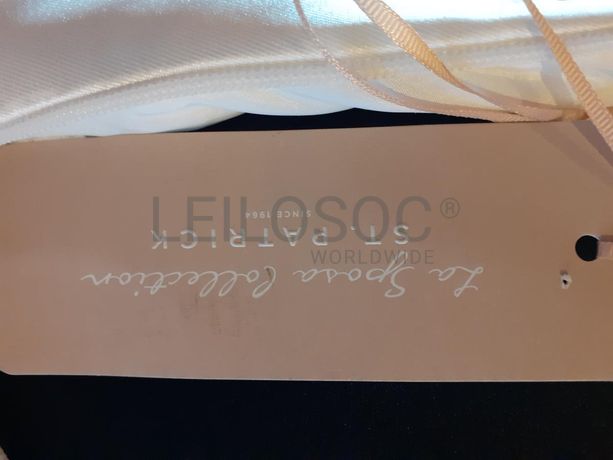 LEILOSOC®
WORLDWIDE
La Sposa Collection
ST. PATRICK
SINCE 1964